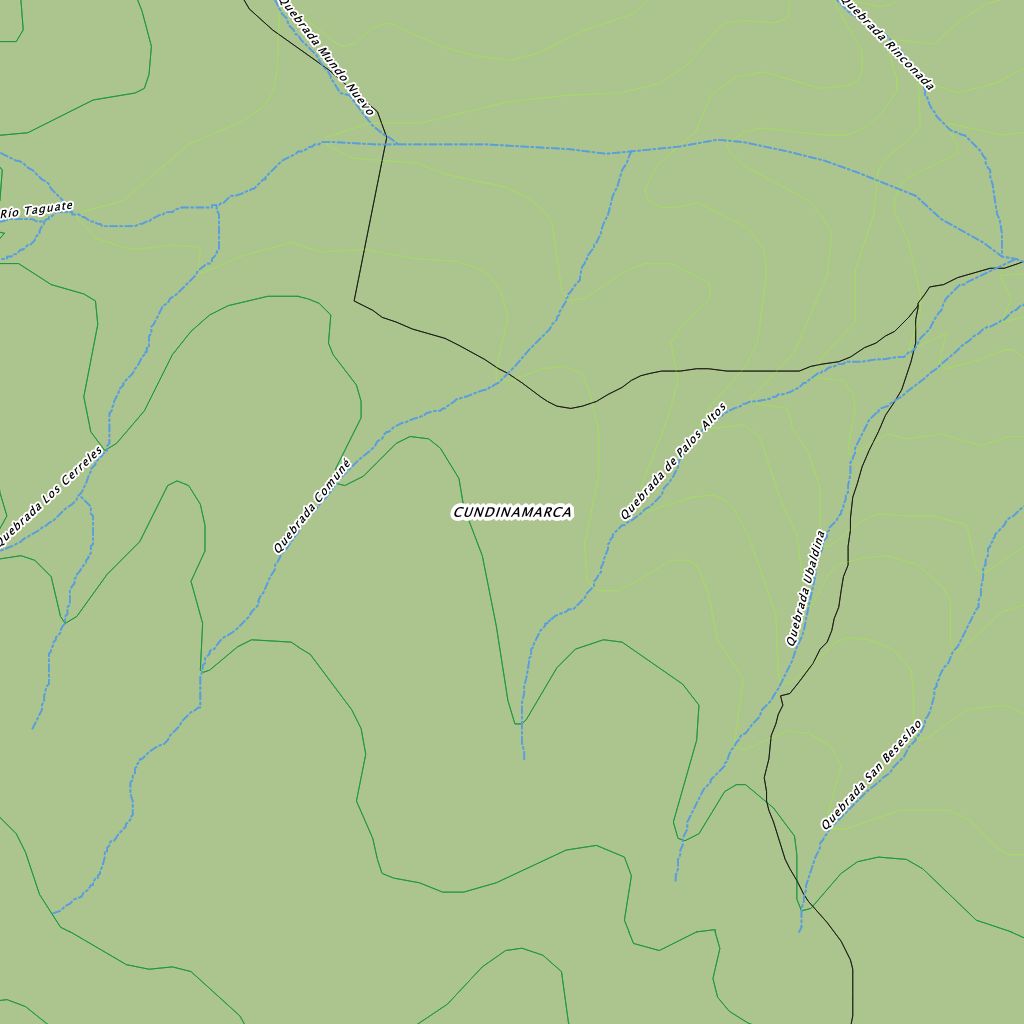 Quebrada Mundo Nuevo
Quebrada Rinconada
Río Taguate
Quebrada Los Cerreles
Quebrada Comuné
Quebrada de Palos Altos
CUNDINAMARCA
Quebrada Ubaldina
Quebrada San Beseslao